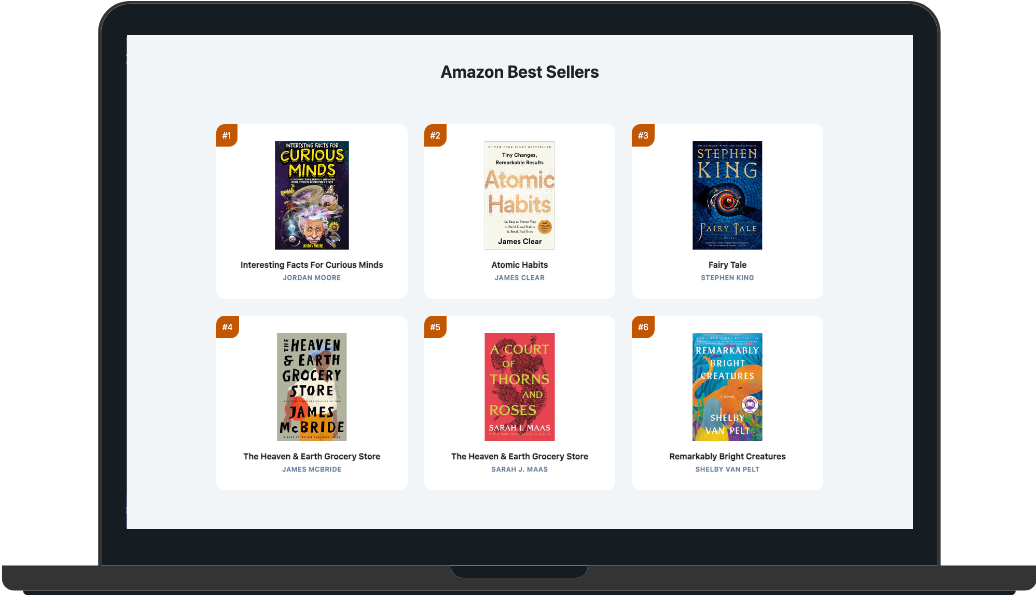 Amazon Best Sellers
#1
INTERESTING FACTS FOR
CURIOUS
MINDS
JORDAN MOORE
Interesting Facts For Curious Minds
JORDAN MOORE
#2
Tiny Changes,
Remarkable Results
Atomic
Habits
James Clear
Atomic Habits
JAMES CLEAR
#3
STEPHEN
KING
FAIRY TALE
Fairy Tale
STEPHEN KING
#4
THE HEAVEN
& EARTH
GROCERY
STORE
JAMES
McBRIDE
The Heaven & Earth Grocery Store
JAMES MCBRIDE
#5
A COURT
OF
THORNS
AND
ROSES
SARAH J. MAAS
The Heaven & Earth Grocery Store
SARAH J. MAAS
#6
REMARKABLY
BRIGHT
CREATURES
A NOVEL
SHELBY
VAN PELT
Remarkably Bright Creatures
SHELBY VAN PELT